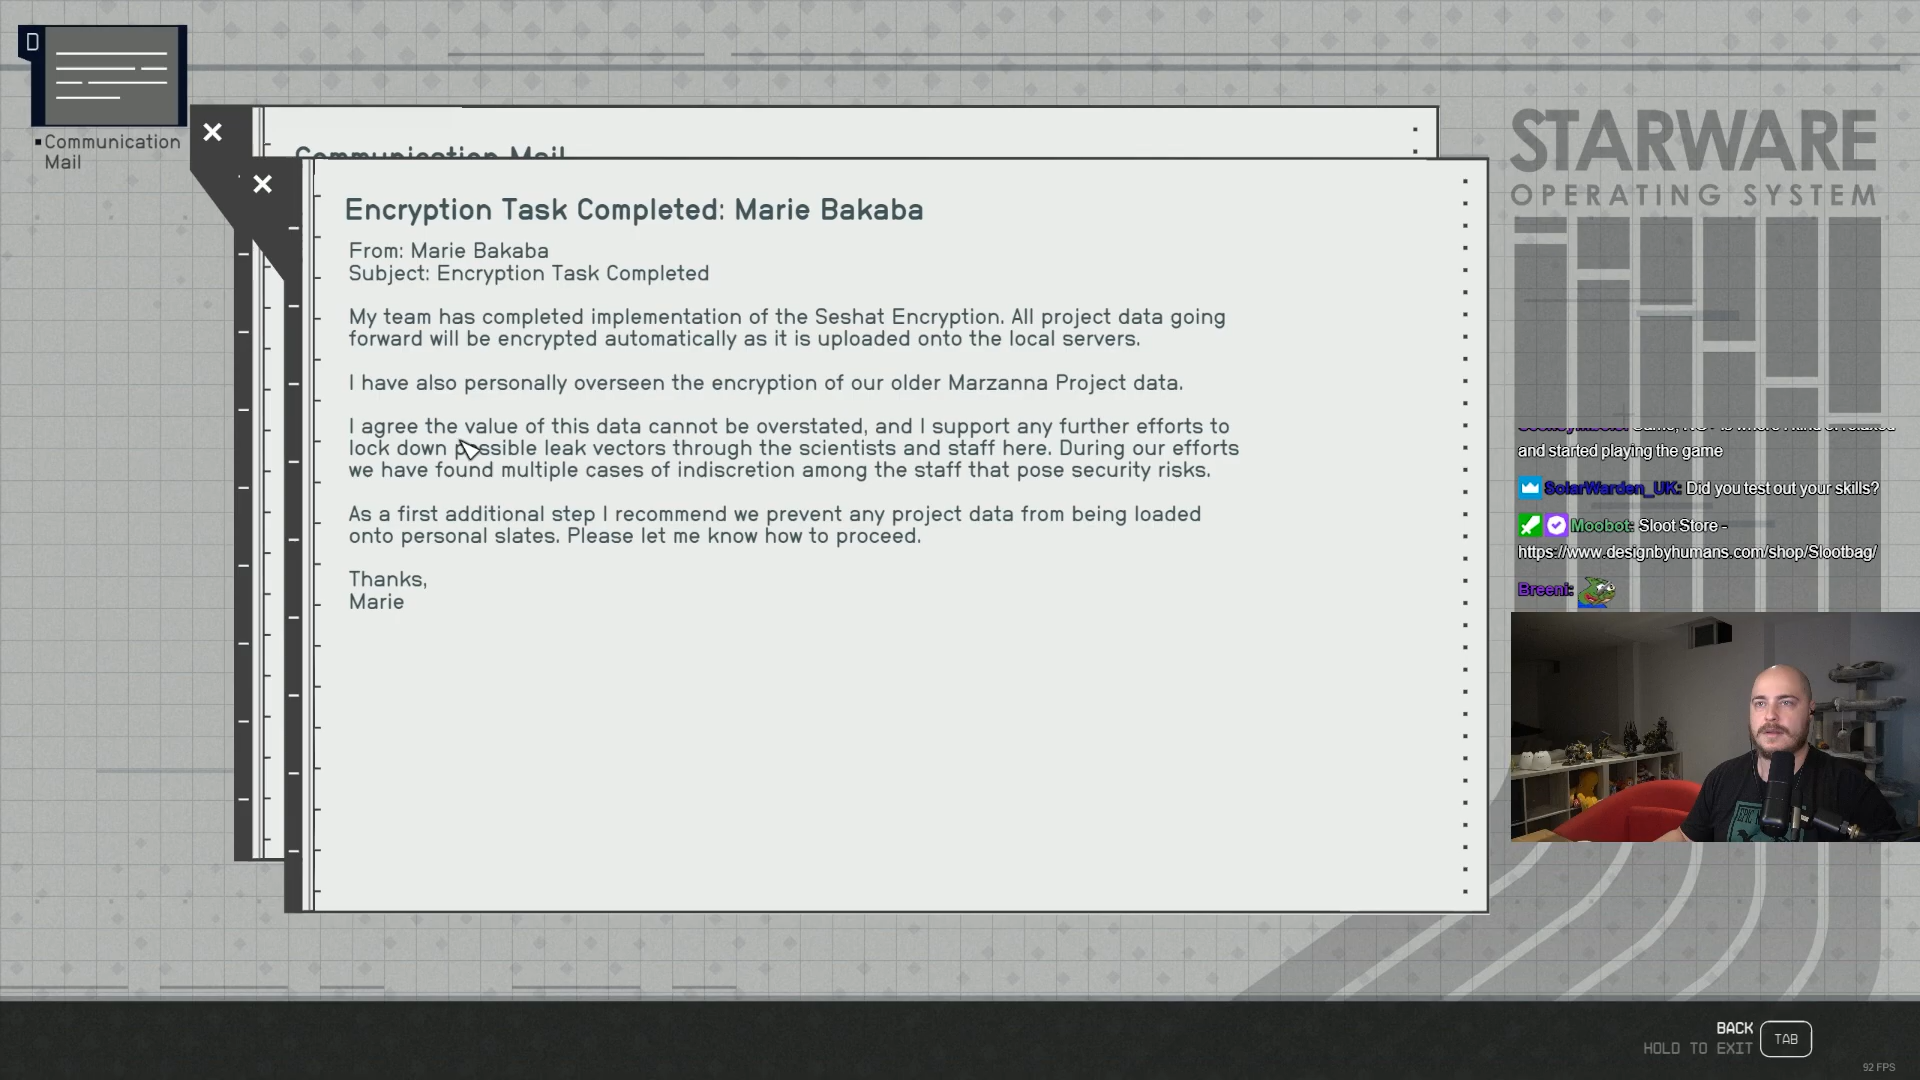 D
Communication
Mail
Communication Mail
STARWARE
OPERATING SYSTEM
Encryption Task Completed: Marie Bakaba
From: Marie Bakaba
Subject: Encryption Task Completed
My team has completed implementation of the Seshat Encryption. All project data going
forward will be encrypted automatically as it is uploaded onto the local servers.
I have also personally overseen the encryption of our older Marzanna Project data.
I agree the value of this data cannot be overstated, and I support any further efforts to
lock down possible leak vectors through the scientists and staff here. During our efforts
we have found multiple cases of indiscretion among the staff that pose security risks.
As a first additional step I recommend we prevent any project data from being loaded
onto personal slates. Please let me know how to proceed.
Thanks,
Marie
and started playing the game
SolarWarden_UK: Did you test out your skills?
Moobot: Sloot Store -
https://www.designbyhumans.com/shop/Slootbag/
Breeni:
BACK
HOLD TO EXIT
TAB
92 FPS